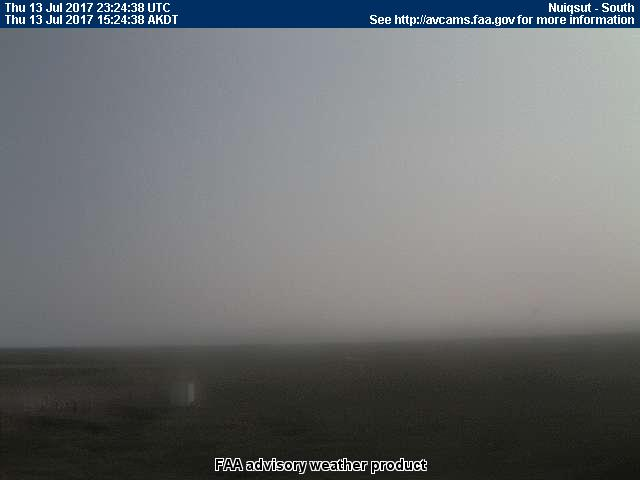 Thu 13 Jul 2017 23:24:38 UTC
Nuiqsut - South
Thu 13 Jul 2017 15:24:38 AKDT
See http://avcams.faa.gov for more information
FAA advisory weather product